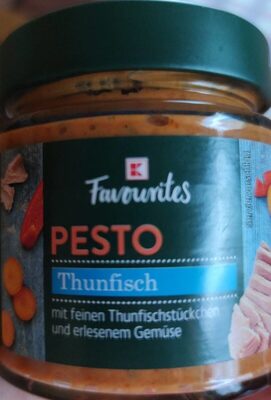 K
Favourites
PESTO
Thunfisch
mit feinen Thunfischstückchen
und erlesenem Gemüse